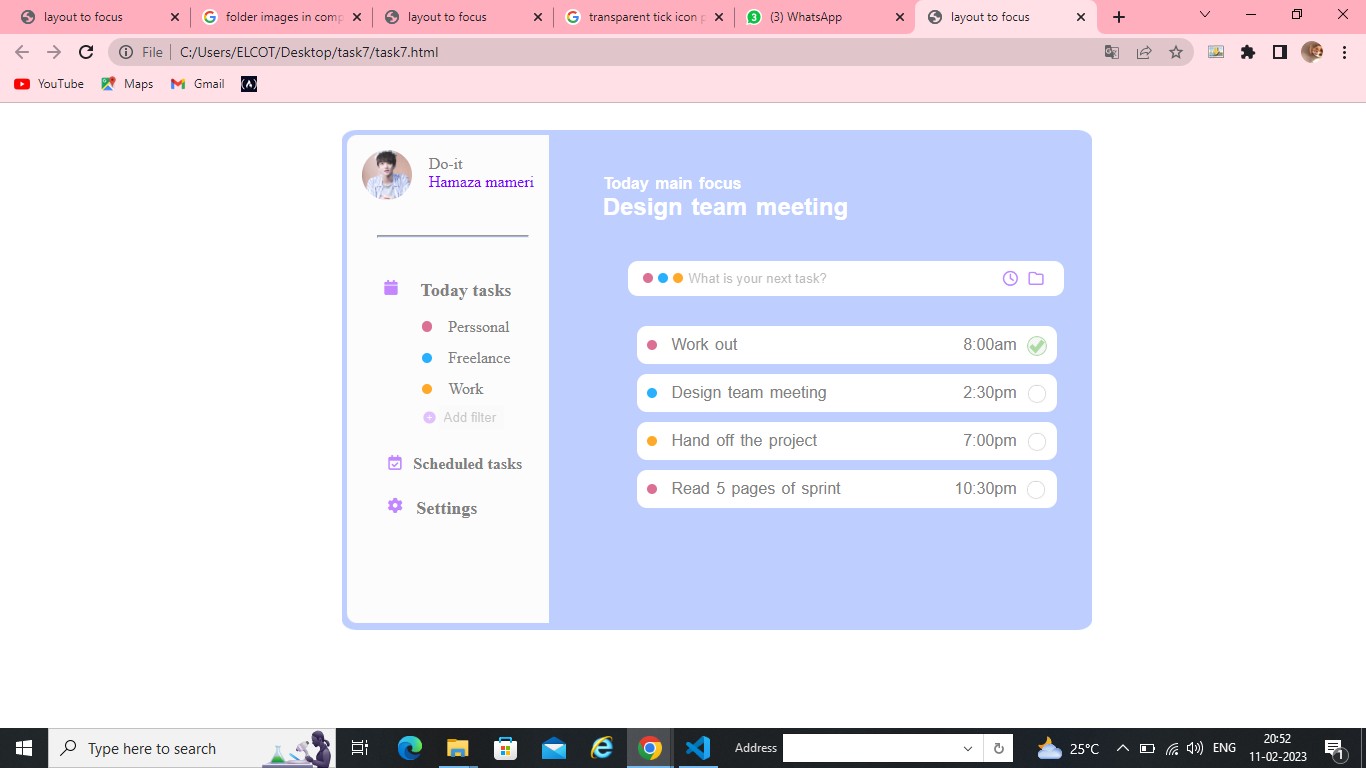 layout to focus
folder images in comp
layout to focus
transparent tick icon p
(3) WhatsApp
layout to focus
File C:/Users/ELCOT/Desktop/task7/task7.html
YouTube Maps Gmail
Do-it
Hamaza mameri
Today tasks
Perssonal
Freelance
Work
Add filter
Scheduled tasks
Settings
Today main focus
Design team meeting
What is your next task?
Work out 8:00am
Design team meeting 2:30pm
Hand off the project 7:00pm
Read 5 pages of sprint 10:30pm
Type here to search
Address
25°C
ENG
20:52
11-02-2023
1